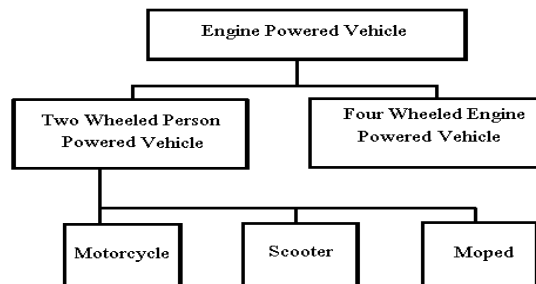 Engine Powered Vehicle
Two Wheeled Person
Powered Vehicle
Four Wheeled Engine
Powered Vehicle
Motorcycle
Scooter
Moped